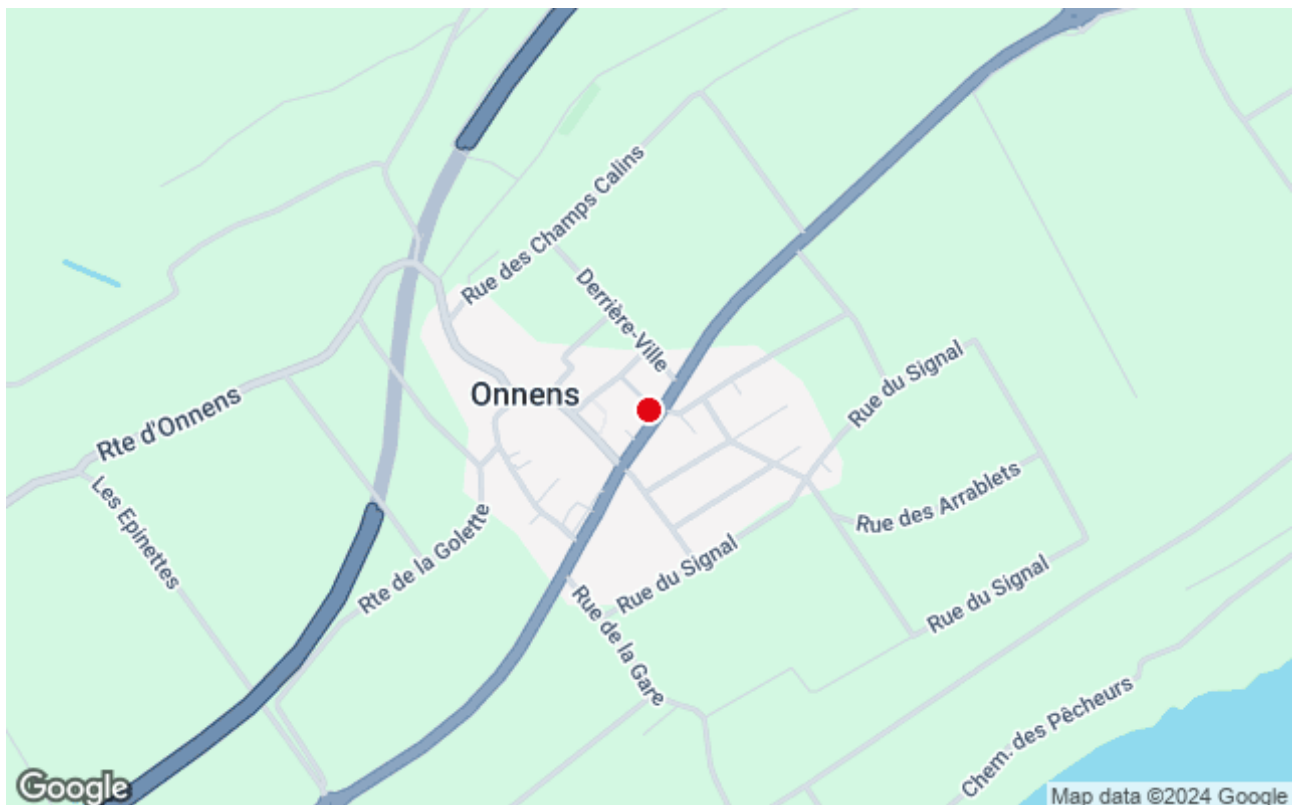 Rue des Champs Calins
Derrière-Ville
Onnens
Rue du Signal
Rte d'Onnens
Les Epinettes
Rue des Arrablets
Rte de la Golette
Rue du Signal
Rue du Signal
Rue de la Gare
Chem. des Pêcheurs
Google
Map data ©2024 Google